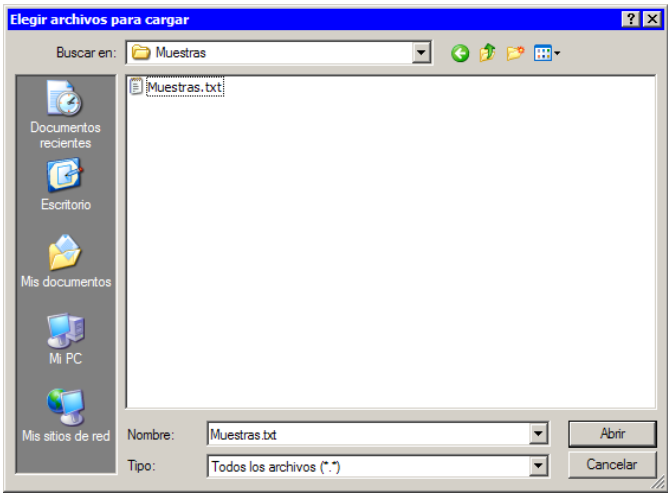 Elegir archivos para cargar
Buscar en: Muestras
Muestras.txt
Documentos
recientes
Escritorio
Mis documentos
Mi PC
Mis sitios de red
Nombre: Muestras.txt Abrir
Tipo: Todos los archivos (*.*) Cancelar